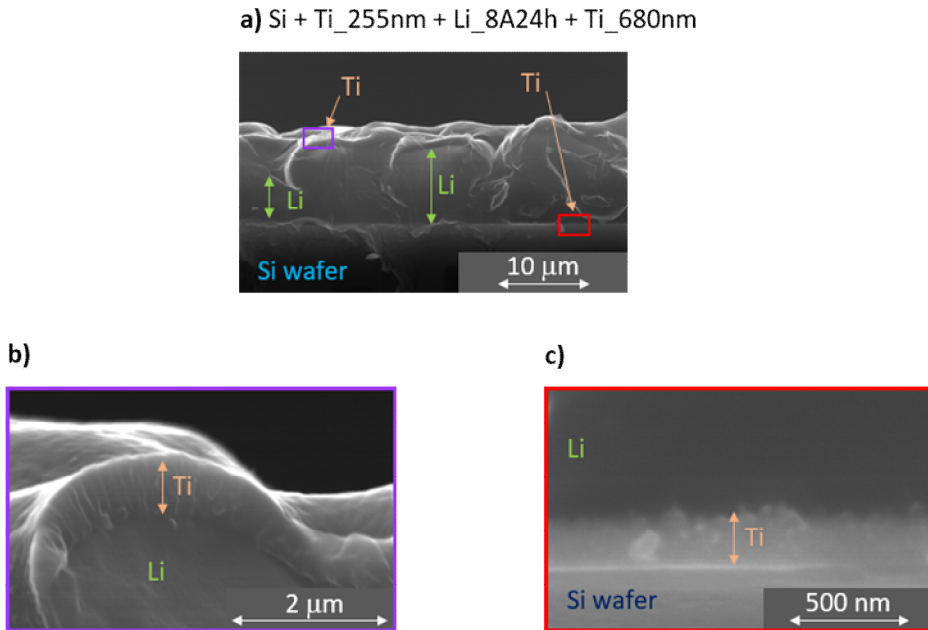 a) Si + Ti_255nm + Li_8A24h + Ti_680nm
Ti
Ti
Li
Li
Si wafer
10 μm
b)
c)
Ti
Li
2 μm
Li
Ti
Si wafer
500 nm